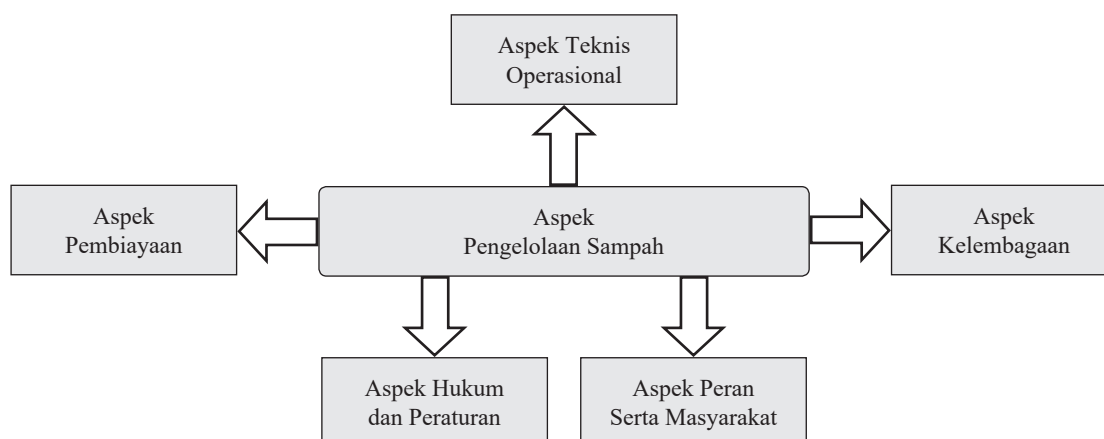 Aspek Teknis
Operasional
Aspek
Pembiayaan
Aspek
Pengelolaan Sampah
Aspek
Kelembagaan
Aspek Hukum
dan Peraturan
Aspek Peran
Serta Masyarakat